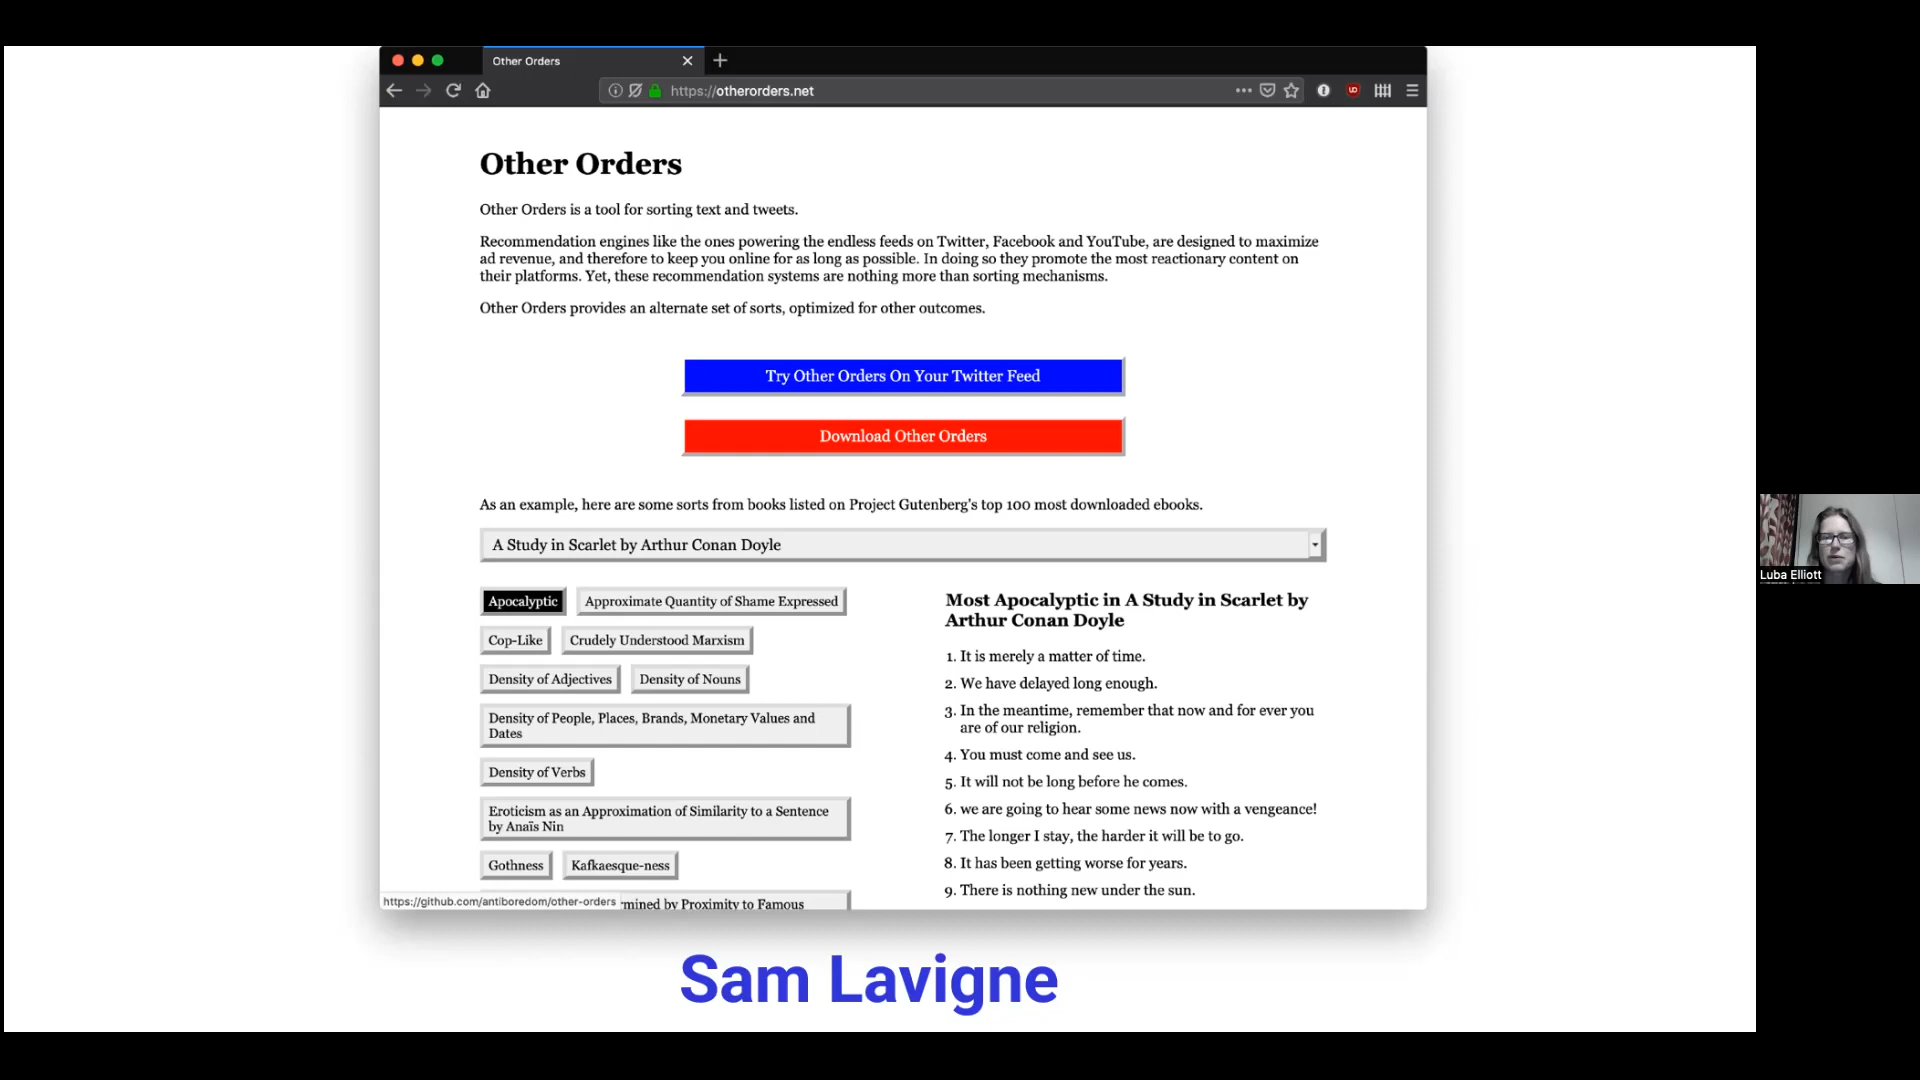 Other Orders
https://otherorders.net
Other Orders
Other Orders is a tool for sorting text and tweets.
Recommendation engines like the ones powering the endless feeds on Twitter, Facebook and YouTube, are designed to maximize
ad revenue, and therefore to keep you online for as long as possible. In doing so they promote the most reactionary content on
their platforms. Yet, these recommendation systems are nothing more than sorting mechanisms.
Other Orders provides an alternate set of sorts, optimized for other outcomes.
Try Other Orders On Your Twitter Feed
Download Other Orders
As an example, here are some sorts from books listed on Project Gutenberg's top 100 most downloaded ebooks.
A Study in Scarlet by Arthur Conan Doyle
Apocalyptic
Approximate Quantity of Shame Expressed
Cop-Like
Crudely Understood Marxism
Density of Adjectives
Density of Nouns
Density of People, Places, Brands, Monetary Values and
Dates
Density of Verbs
Eroticism as an Approximation of Similarity to a Sentence
by Anaïs Nin
Gothness
Kafkaesque-ness
mined by Proximity to Famous
https://github.com/antiboredom/other-orders
Most Apocalyptic in A Study in Scarlet by
Arthur Conan Doyle
1. It is merely a matter of time.
2. We have delayed long enough.
3. In the meantime, remember that now and for ever you
are of our religion.
4. You must come and see us.
5. It will not be long before he comes.
6. we are going to hear some news now with a vengeance!
7. The longer I stay, the harder it will be to go.
8. It has been getting worse for years.
9. There is nothing new under the sun.
Sam Lavigne
Luba Elliott